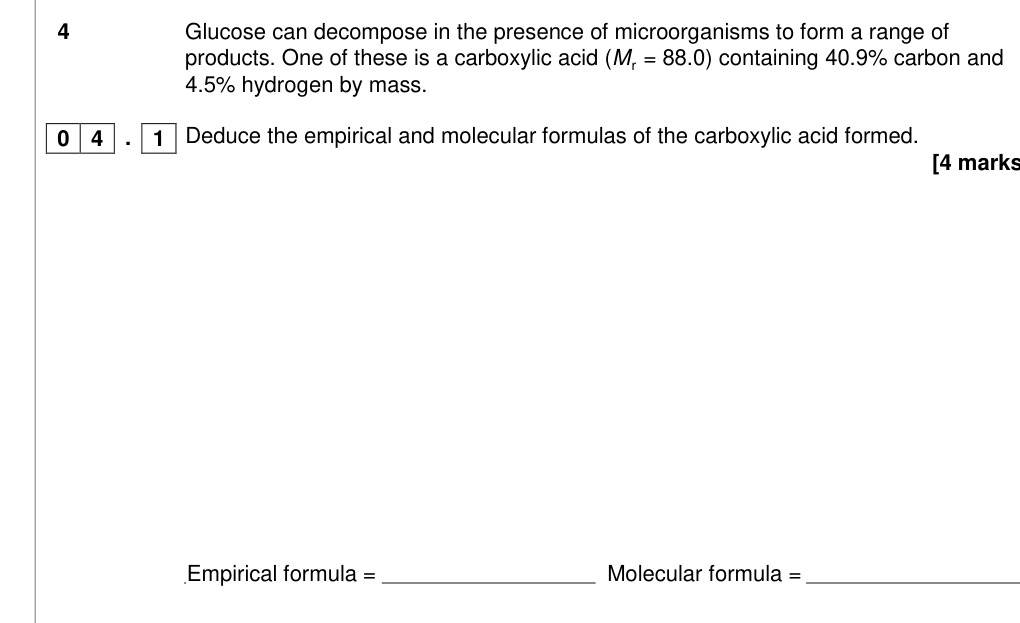 4 Glucose can decompose in the presence of microorganisms to form a range of
products. One of these is a carboxylic acid (Mr = 88.0) containing 40.9% carbon and
4.5% hydrogen by mass.
0 4 . 1 Deduce the empirical and molecular formulas of the carboxylic acid formed.
[4 marks
Empirical formula = ____________________ Molecular formula = ____________________